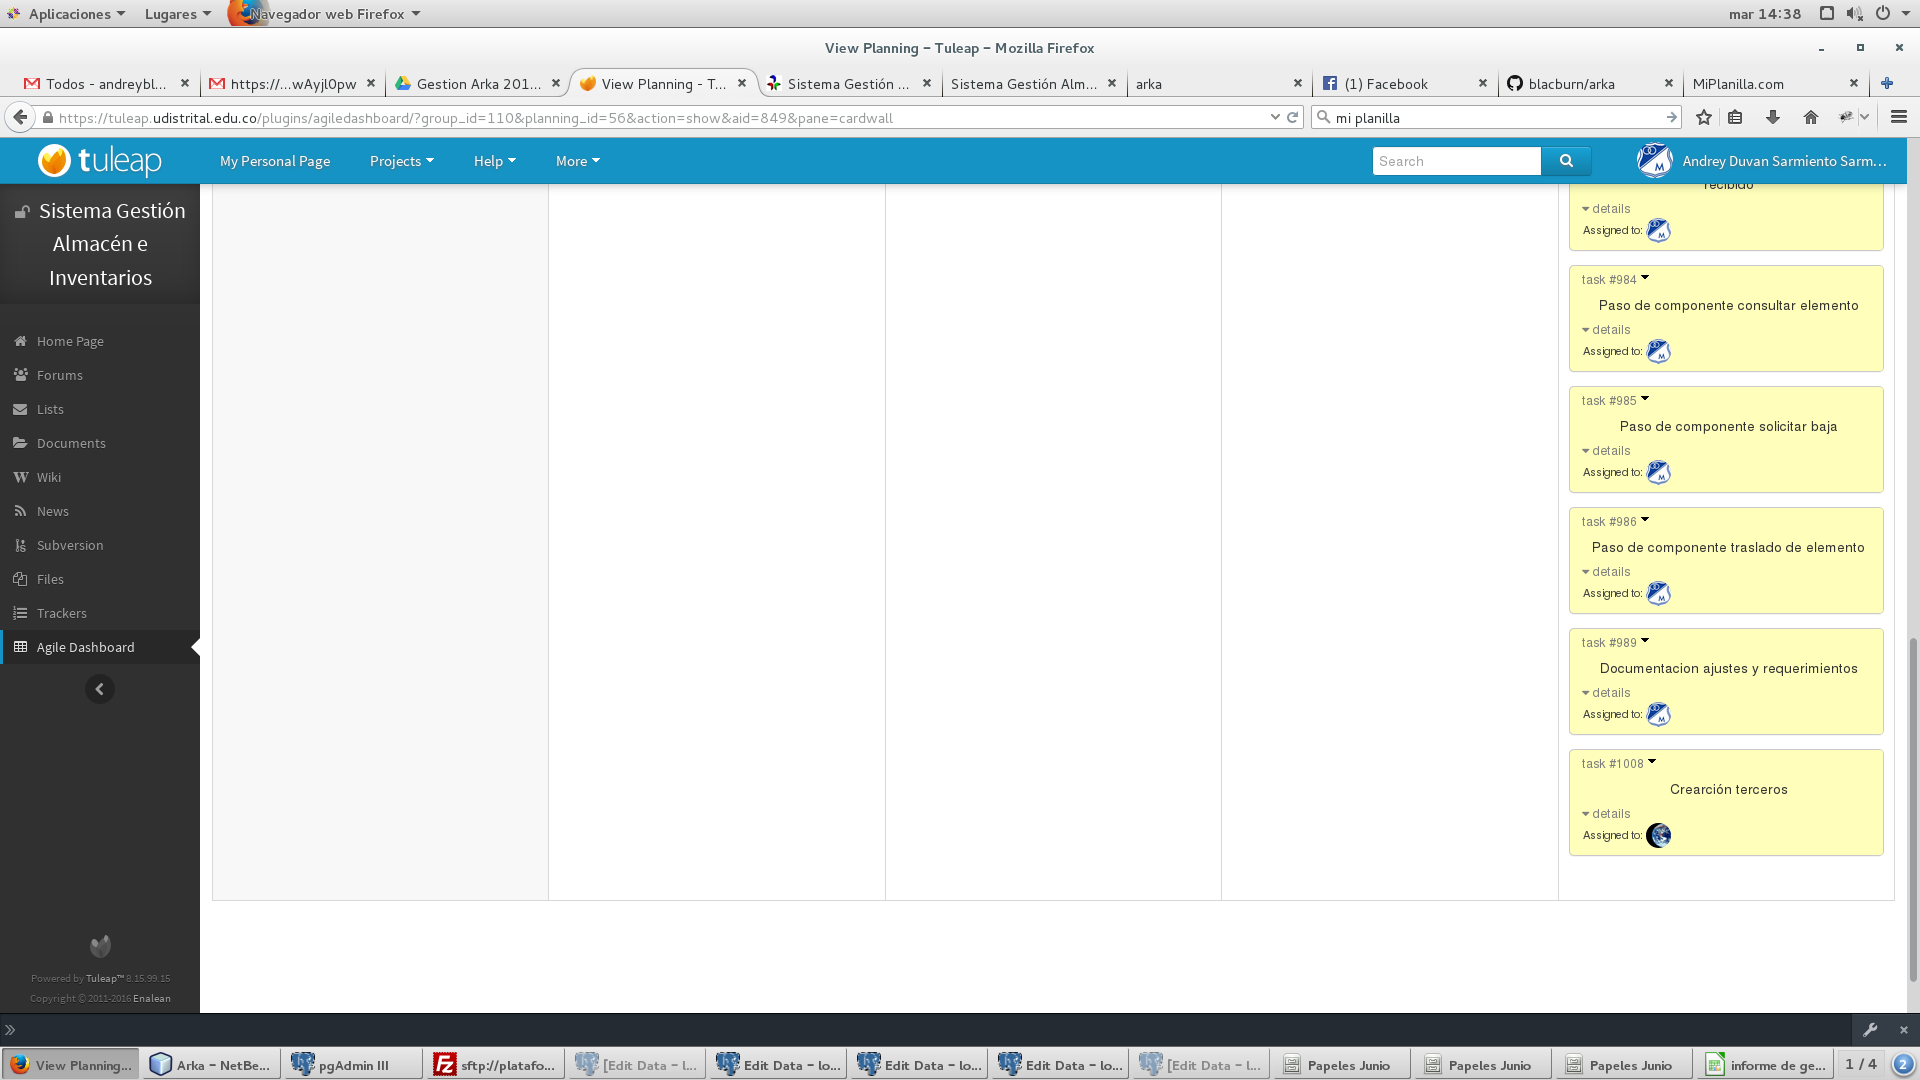 Aplicaciones Lugares Navegador web Firefox mar 14:38
View Planning - Tuleap - Mozilla Firefox
Todos - andreybl... https://...wAyjl0pw Gestion Arka 201... View Planning - T... Sistema Gestión ... Sistema Gestión Alm... arka (1) Facebook blacburn/arka MiPlanilla.com
https://tuleap.udistrital.edu.co/plugins/agiledashboard/?group_id=110&planning_id=56&action=show&aid=849&pane=cardwall mi planilla
tuleap My Personal Page Projects Help More Search Andrey Duvan Sarmiento Sarm...
Sistema Gestión
Almacén e
Inventarios
Home Page
Forums
Lists
Documents
Wiki
News
Subversion
Files
Trackers
Agile Dashboard
Powered by Tuleap™ 8.15.99.15
Copyright © 2011-2016 Enalean
recibido
details
Assigned to:
task #984
Paso de componente consultar elemento
details
Assigned to:
task #985
Paso de componente solicitar baja
details
Assigned to:
task #986
Paso de componente traslado de elemento
details
Assigned to:
task #989
Documentacion ajustes y requerimientos
details
Assigned to:
task #1008
Crearción terceros
details
Assigned to:
View Planning... Arka - NetBe... pgAdmin III sftp://platafo... [Edit Data - l... Edit Data - lo... Edit Data - lo... Edit Data - lo... [Edit Data - l... Papeles Junio Papeles Junio Papeles Junio informe de ge... 1 / 4 2